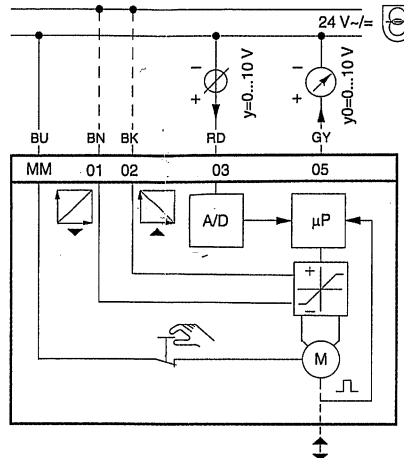 24 V~/=
− +
y=0...10 V
− +
y0=0...10 V
BU BN BK RD GY
MM 01 02 03 05
A/D µP
+
−
M